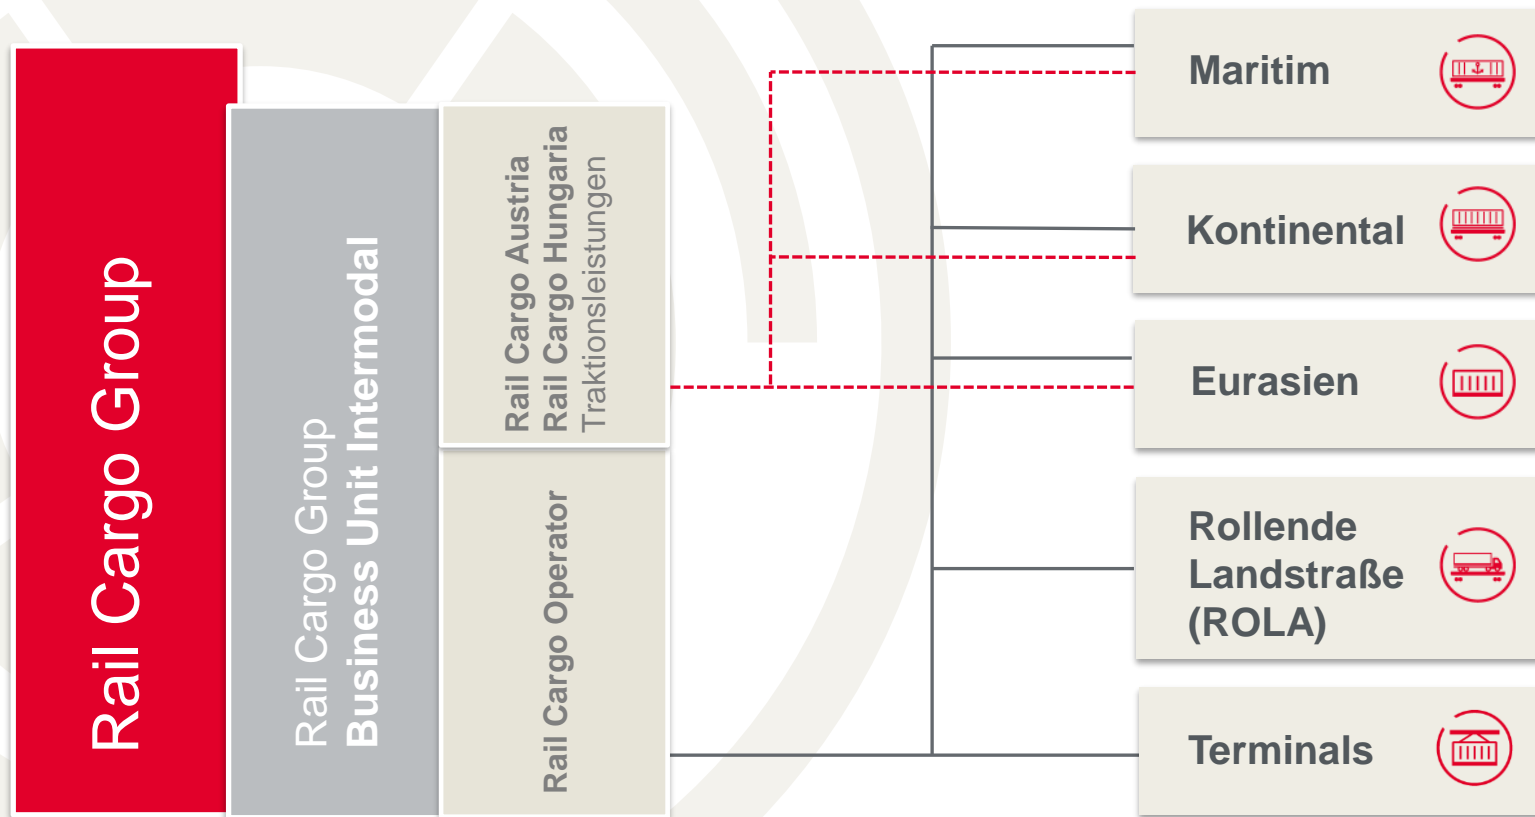 Rail Cargo Group
Rail Cargo Group
Business Unit Intermodal
Rail Cargo Austria
Rail Cargo Hungaria
Traktionsleistungen
Rail Cargo Operator
Maritim
Kontinental
Eurasien
Rollende
Landstraße
(ROLA)
Terminals